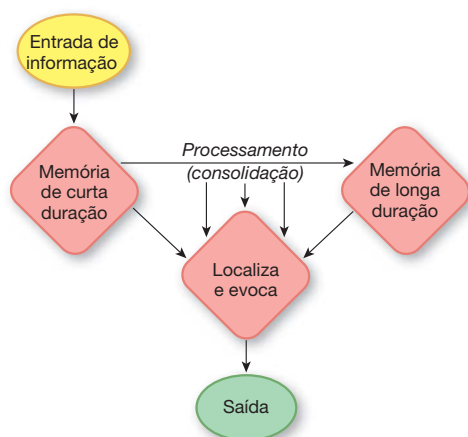 Entrada de
informação
Processamento
(consolidação)
Memória
de curta
duração
Memória
de longa
duração
Localiza
e evoca
Saída